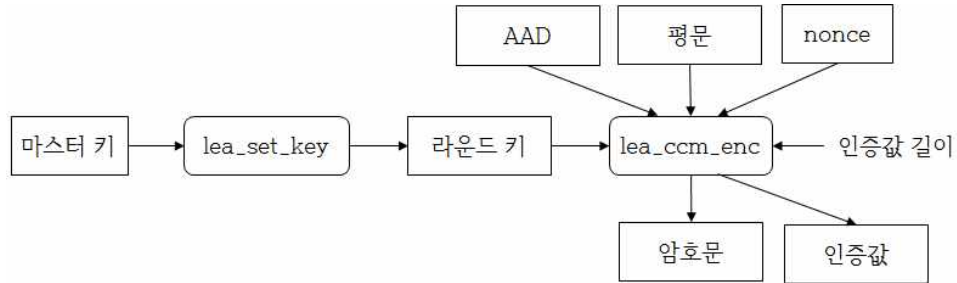 AAD
평문
nonce
마스터 키
lea_set_key
라운드 키
lea_ccm_enc
인증값 길이
암호문
인증값